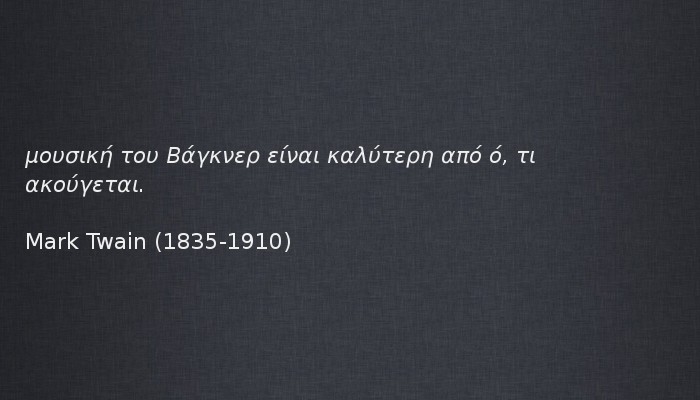 μουσική του Βάγκνερ είναι καλύτερη από ό, τι
ακούγεται.
Mark Twain (1835-1910)